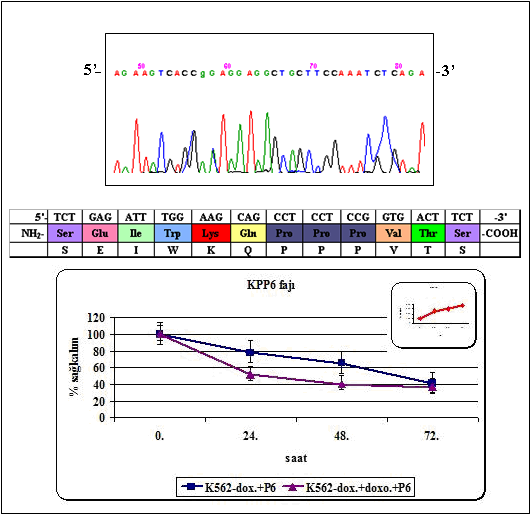 50 60 70 80
5'- AGAAGTCACCgGAGGAGGCTGCTTCCAAATCTCAGA -3'
5'- TCT GAG ATT TGG AAG CAG CCT CCT CCG GTG ACT TCT -3'
NH2- Ser Glu Ile Trp Lys Gln Pro Pro Pro Val Thr Ser -COOH
S E I W K Q P P P V T S
KPP6 fajı
120
100
80
60
40
20
0
% sağkalım
0. 24. 48. 72.
saat
K562-dox.+P6 K562-dox.+doxo.+P6